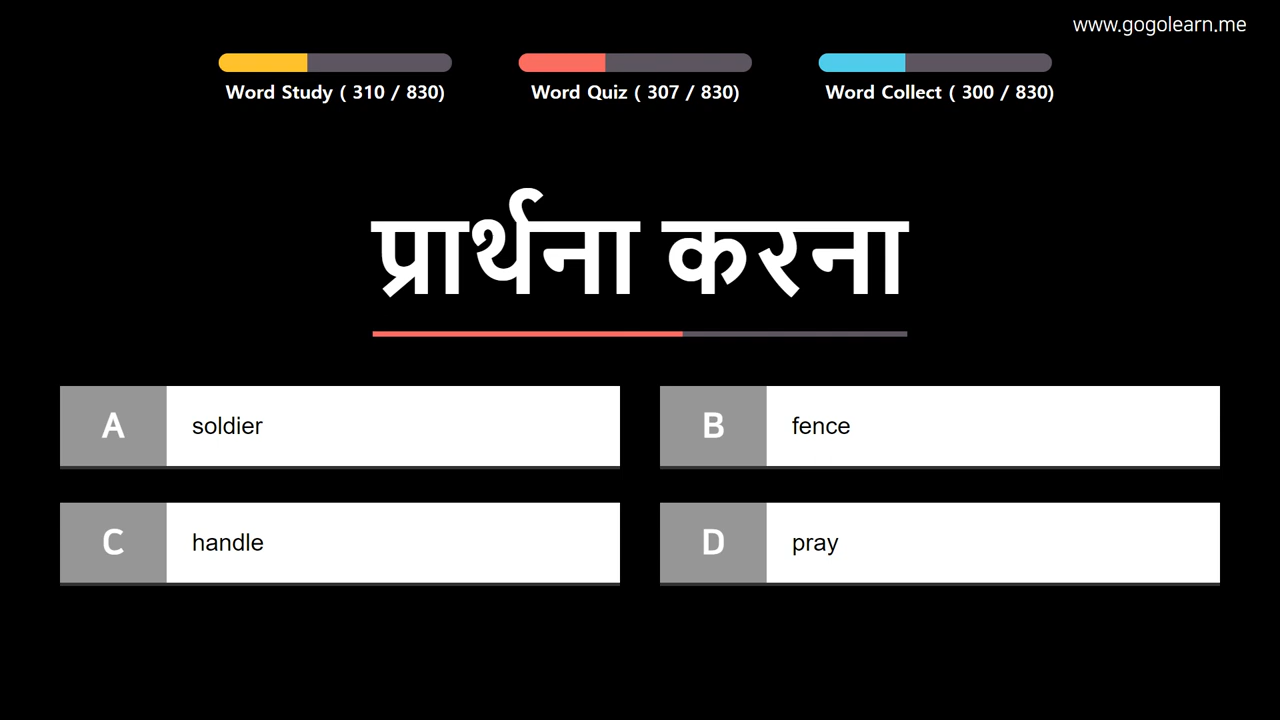 www.gogolearn.me
Word Study ( 310 / 830)
Word Quiz ( 307 / 830)
Word Collect ( 300 / 830)
प्रार्थना करना
A soldier
B fence
C handle
D pray